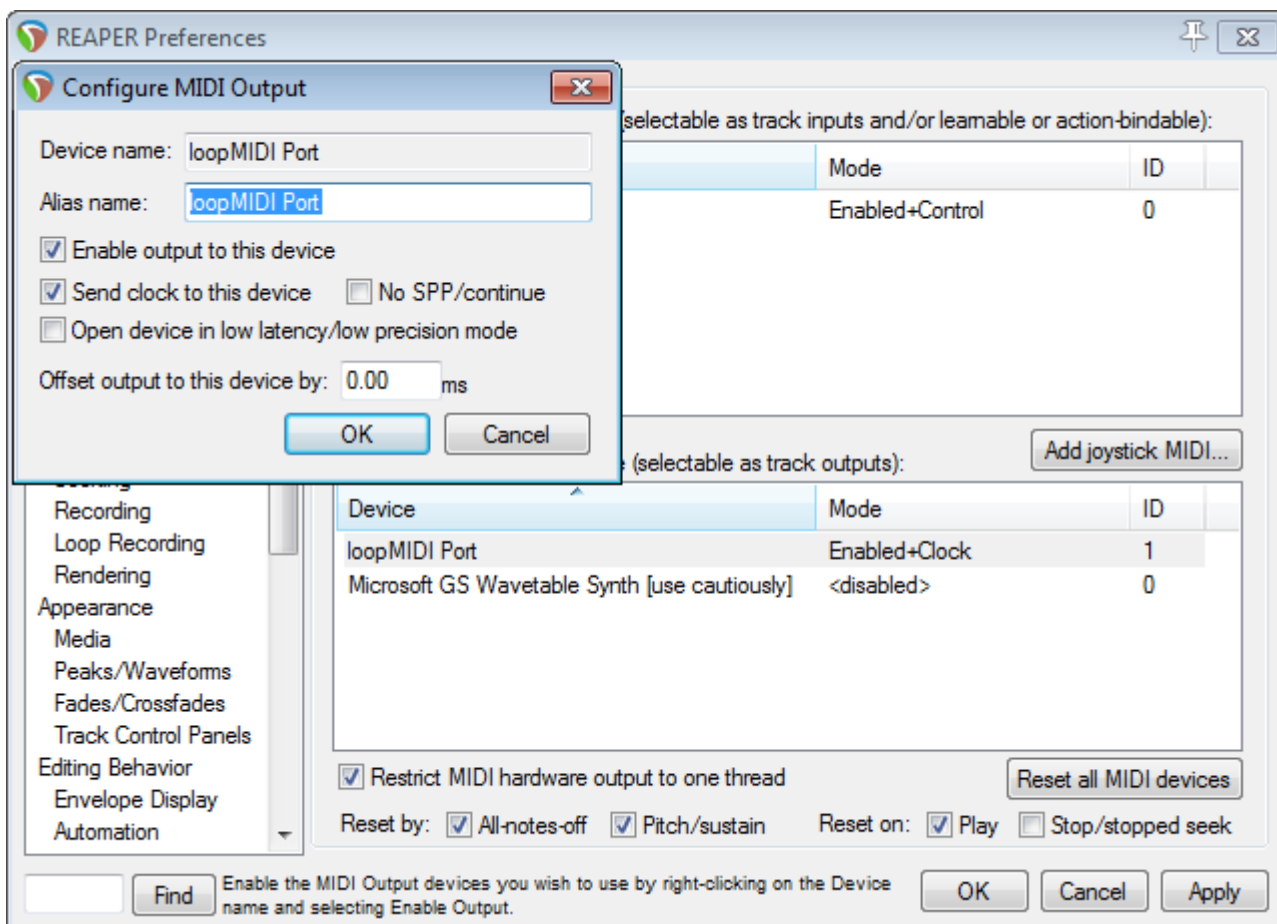 REAPER Preferences
Configure MIDI Output
Device name: loopMIDI Port
Alias name: loopMIDI Port
Enable output to this device
Send clock to this device No SPP/continue
Open device in low latency/low precision mode
Offset output to this device by: 0.00 ms
OK Cancel
(selectable as track inputs and/or learnable or action-bindable):
Mode ID
Enabled+Control 0
Add joystick MIDI...
(selectable as track outputs):
Recording
Loop Recording
Rendering
Appearance
Media
Peaks/Waveforms
Fades/Crossfades
Track Control Panels
Editing Behavior
Envelope Display
Automation
Device Mode ID
loopMIDI Port Enabled+Clock 1
Microsoft GS Wavetable Synth [use cautiously] <disabled> 0
Restrict MIDI hardware output to one thread Reset all MIDI devices
Reset by: All-notes-off Pitch/sustain Reset on: Play Stop/stopped seek
Find
Enable the MIDI Output devices you wish to use by right-clicking on the Device
name and selecting Enable Output.
OK Cancel Apply